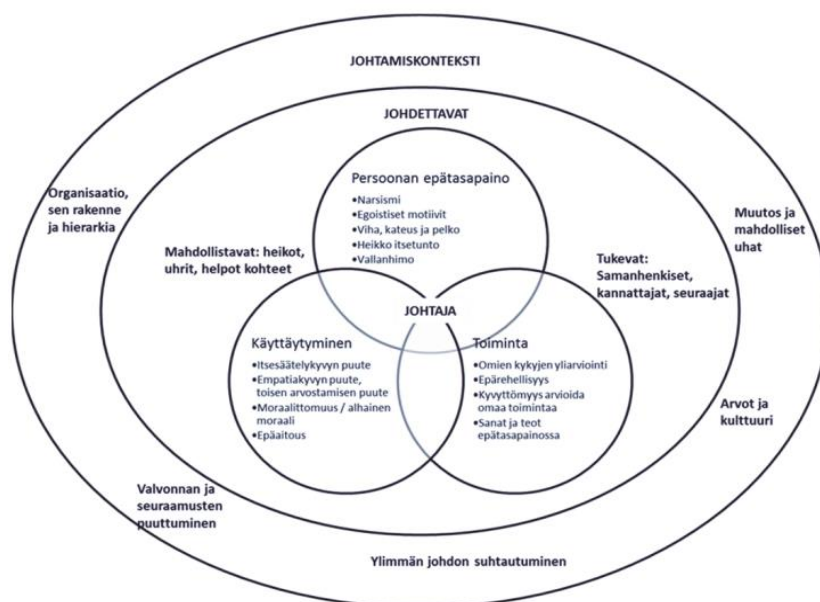 JOHTAMISKONTEKSTI
JOHDETTAVAT
Persoonan epätasapaino
•Narsismi
•Egoistiset motiivit
•Viha, kateus ja pelko
•Heikko itsetunto
•Vallanhimo
Organisaatio,
sen rakenne
ja hierarkia
Muutos ja
mahdolliset
uhat
Mahdollistavat: heikot,
uhrit, helpot kohteet
Tukevat:
Samanhenkiset,
kannattajat, seuraajat
JOHTAJA
Käyttäytyminen
•Itsesäätelykyvyn puute
•Empatiakyvyn puute,
toisen arvostamisen puute
•Moraalittomuus / alhainen
moraali
•Epäaitous
Toiminta
•Omien kykyjen yliarviointi
•Epärehellisyys
•Kyvyttömyys arvioida
omaa toimintaa
•Sanat ja teot
epätasapainossa
Arvot ja
kulttuuri
Valvonnan ja
seuraamusten
puuttuminen
Ylimmän johdon suhtautuminen